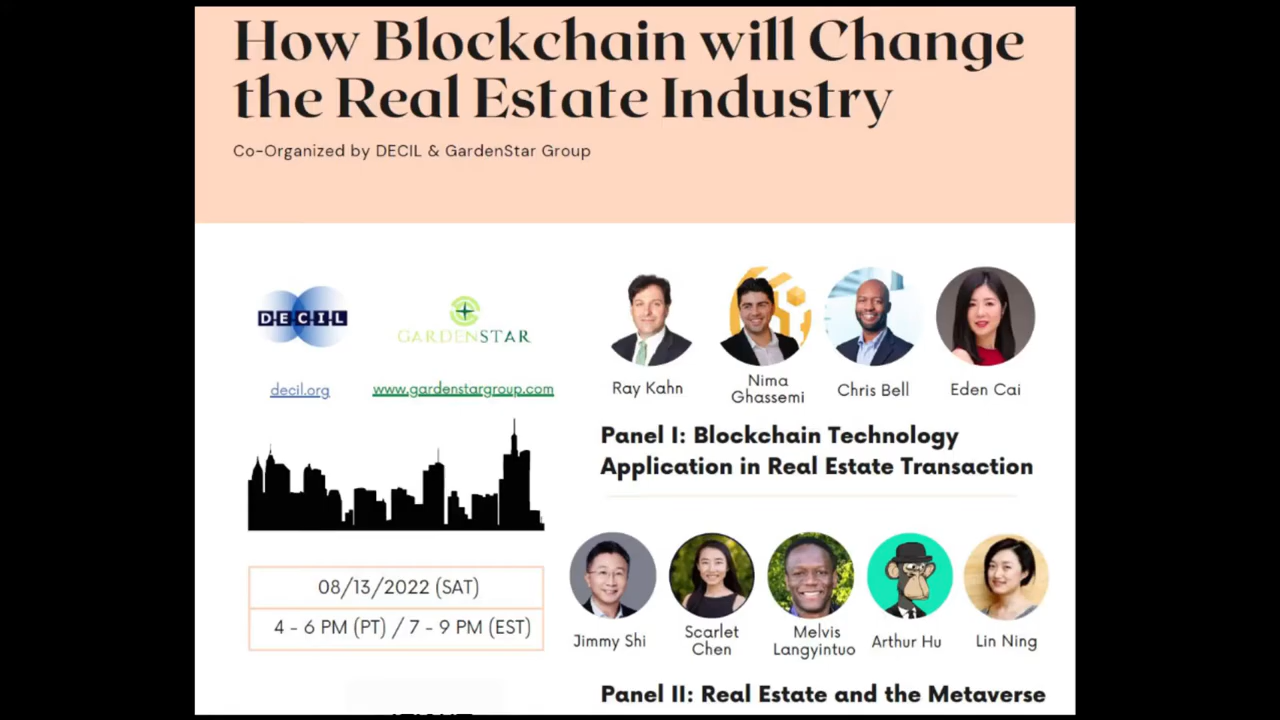 How Blockchain will Change
the Real Estate Industry
Co-Organized by DECIL & GardenStar Group
DECIL
GARDENSTAR
decil.org
www.gardenstargroup.com
Ray Kahn
Nima
Ghassemi
Chris Bell
Eden Cai
Panel I: Blockchain Technology
Application in Real Estate Transaction
08/13/2022 (SAT)
4 - 6 PM (PT) / 7 - 9 PM (EST)
Jimmy Shi
Scarlet
Chen
Melvis
Langyintuo
Arthur Hu
Lin Ning
Panel II: Real Estate and the Metaverse